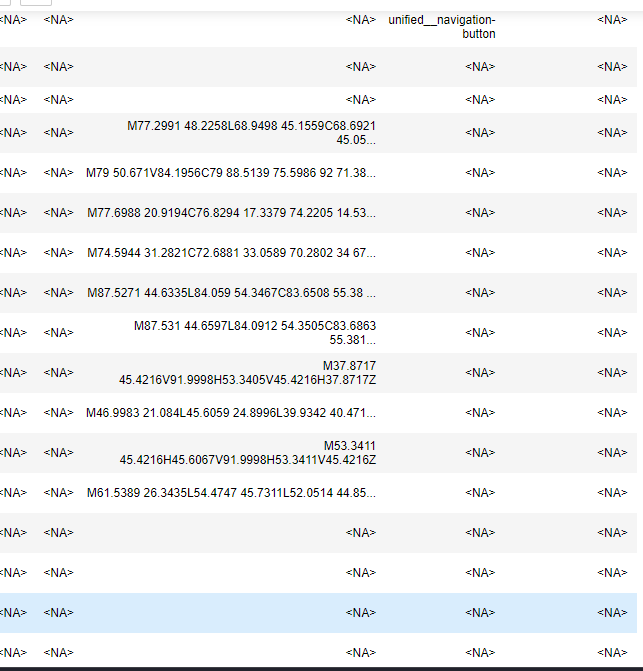 <NA> <NA> <NA> unified__navigation- <NA>
button
<NA> <NA> <NA> <NA> <NA>
<NA> <NA> <NA> <NA> <NA>
M77.2991 48.2258L68.9498 45.1559C68.6921
<NA> <NA> 45.05... <NA> <NA>
<NA> <NA> M79 50.671V84.1956C79 88.5139 75.5986 92 71.38... <NA> <NA>
<NA> <NA> M77.6988 20.9194C76.8294 17.3379 74.2205 14.53... <NA> <NA>
<NA> <NA> M74.5944 31.2821C72.6881 33.0589 70.2802 34 67... <NA> <NA>
<NA> <NA> M87.5271 44.6335L84.059 54.3467C83.6508 55.38 ... <NA> <NA>
M87.531 44.6597L84.0912 54.3505C83.6863
<NA> <NA> 55.381... <NA> <NA>
M37.8717
<NA> <NA> 45.4216V91.9998H53.3405V45.4216H37.8717Z <NA> <NA>
<NA> <NA> M46.9983 21.084L45.6059 24.8996L39.9342 40.471... <NA> <NA>
M53.3411
<NA> <NA> 45.4216H45.6067V91.9998H53.3411V45.4216Z <NA> <NA>
<NA> <NA> M61.5389 26.3435L54.4747 45.7311L52.0514 44.85... <NA> <NA>
<NA> <NA> <NA> <NA> <NA>
<NA> <NA> <NA> <NA> <NA>
<NA> <NA> <NA> <NA> <NA>
<NA> <NA> <NA> <NA> <NA>